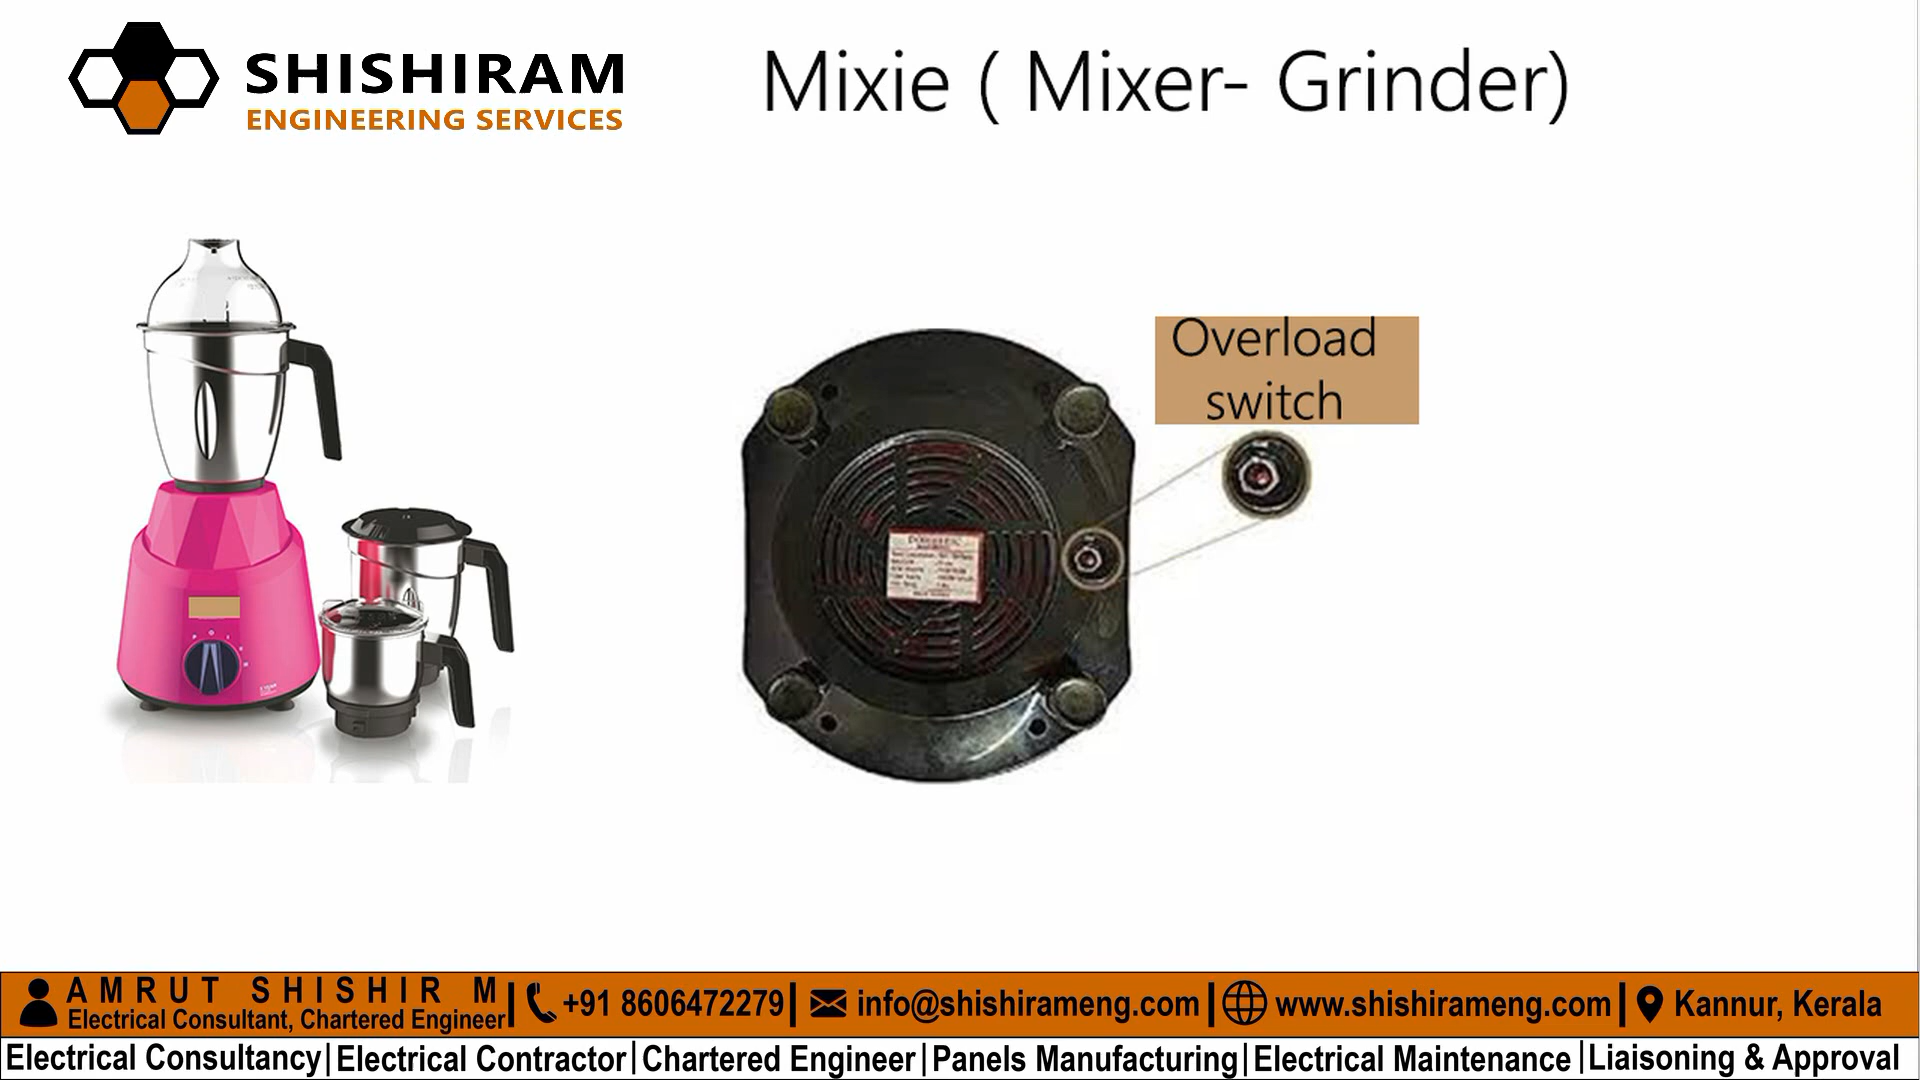 SHISHIRAM
ENGINEERING SERVICES
Mixie ( Mixer- Grinder)
Overload
switch
AMRUT SHISHIR M
Electrical Consultant, Chartered Engineer
+91 8606472279
info@shishirameng.com
www.shishirameng.com
Kannur, Kerala
Electrical Consultancy|Electrical Contractor|Chartered Engineer|Panels Manufacturing|Electrical Maintenance|Liaisoning & Approval